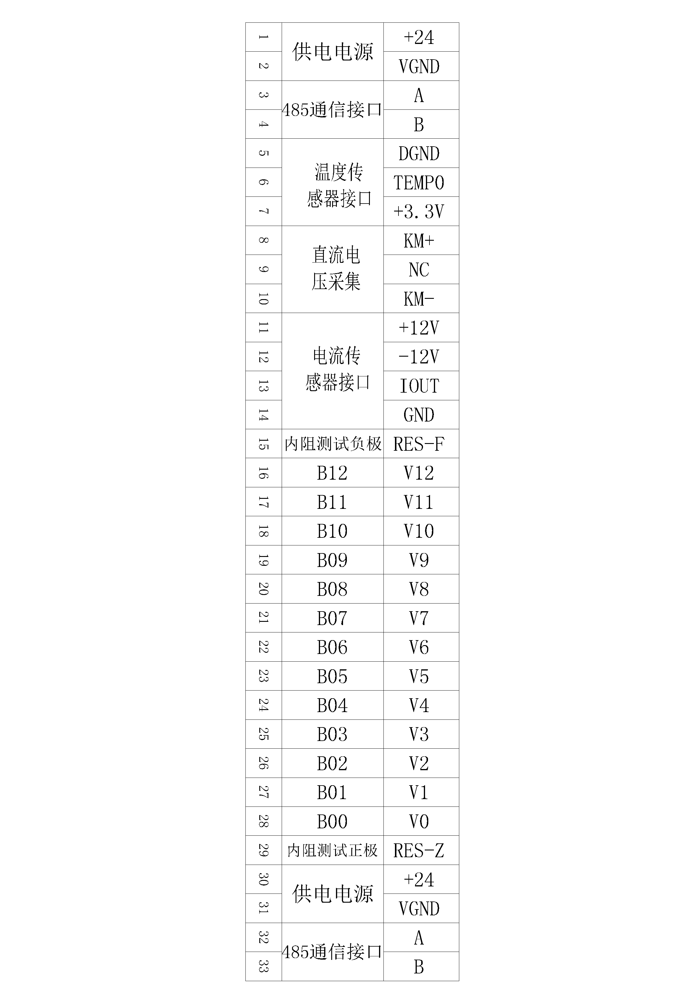 1
供电电源
+24
2
VGND
3
485通信接口
A
4
B
5
温度传
感器接口
DGND
6
TEMPO
7
+3.3V
8
直流电
压采集
KM+
9
NC
10
KM-
11
电流传
感器接口
+12V
12
-12V
13
IOUT
14
GND
15
内阻测试负极
RES-F
16
B12
V12
17
B11
V11
18
B10
V10
19
B09
V9
20
B08
V8
21
B07
V7
22
B06
V6
23
B05
V5
24
B04
V4
25
B03
V3
26
B02
V2
27
B01
V1
28
B00
V0
29
内阻测试正极
RES-Z
30
供电电源
+24
31
VGND
32
485通信接口
A
33
B